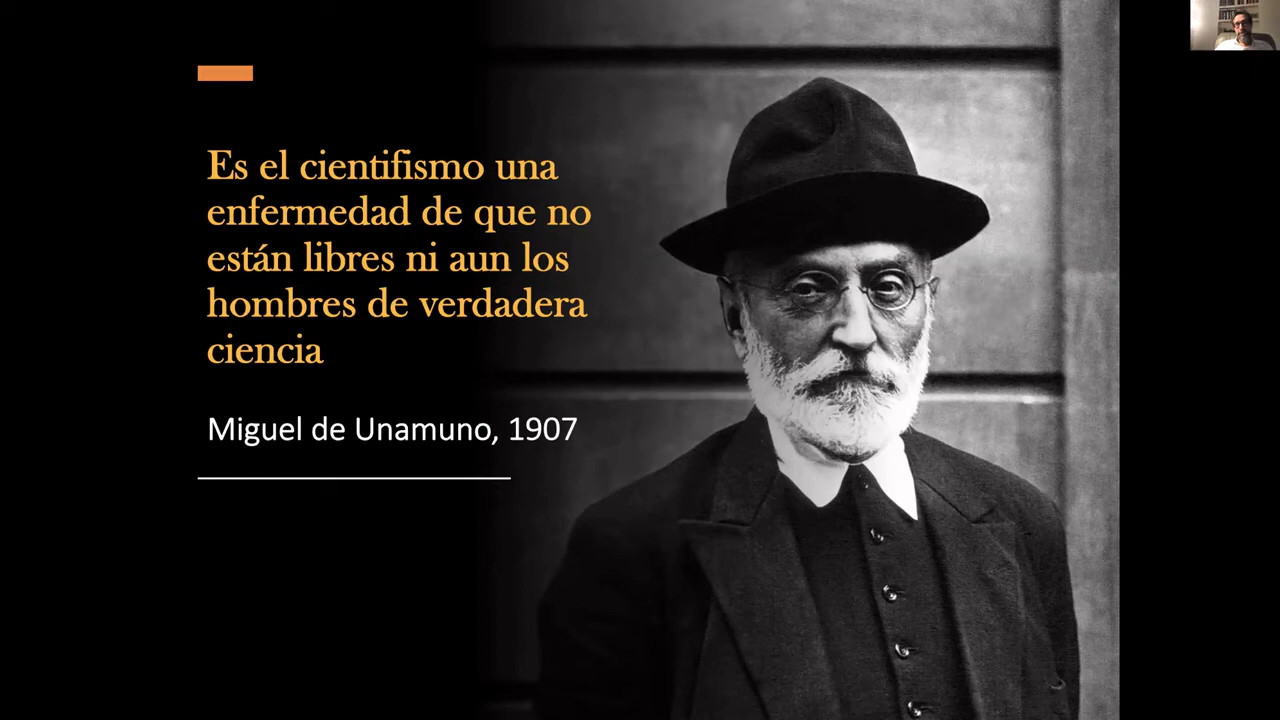 Es el cientifismo una
enfermedad de que no
están libres ni aun los
hombres de verdadera
ciencia
Miguel de Unamuno, 1907